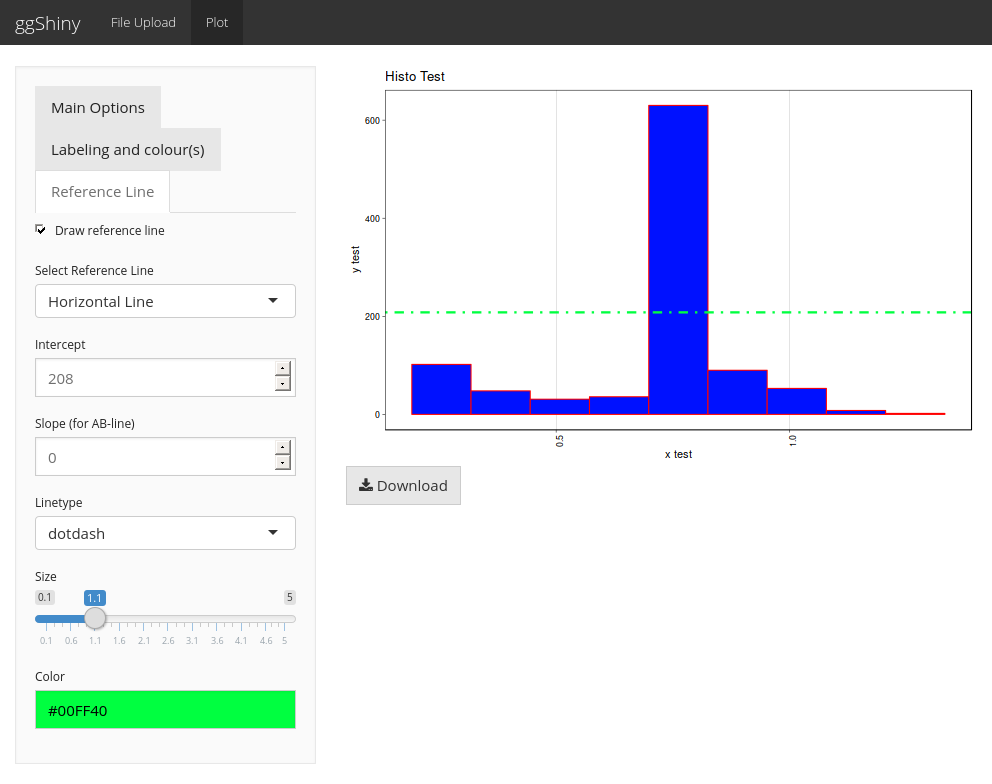 ggShiny File Upload Plot
Main Options
Labeling and colour(s)
Reference Line
Draw reference line
Select Reference Line
Horizontal Line
Intercept
208
Slope (for AB-line)
0
Linetype
dotdash
Size
0.1 1.1 5
0.1 0.6 1.1 1.6 2.1 2.6 3.1 3.6 4.1 4.6 5
Color
#00FF40
Histo Test
600
400
200
0
y test
0.5 1.0
x test
Download